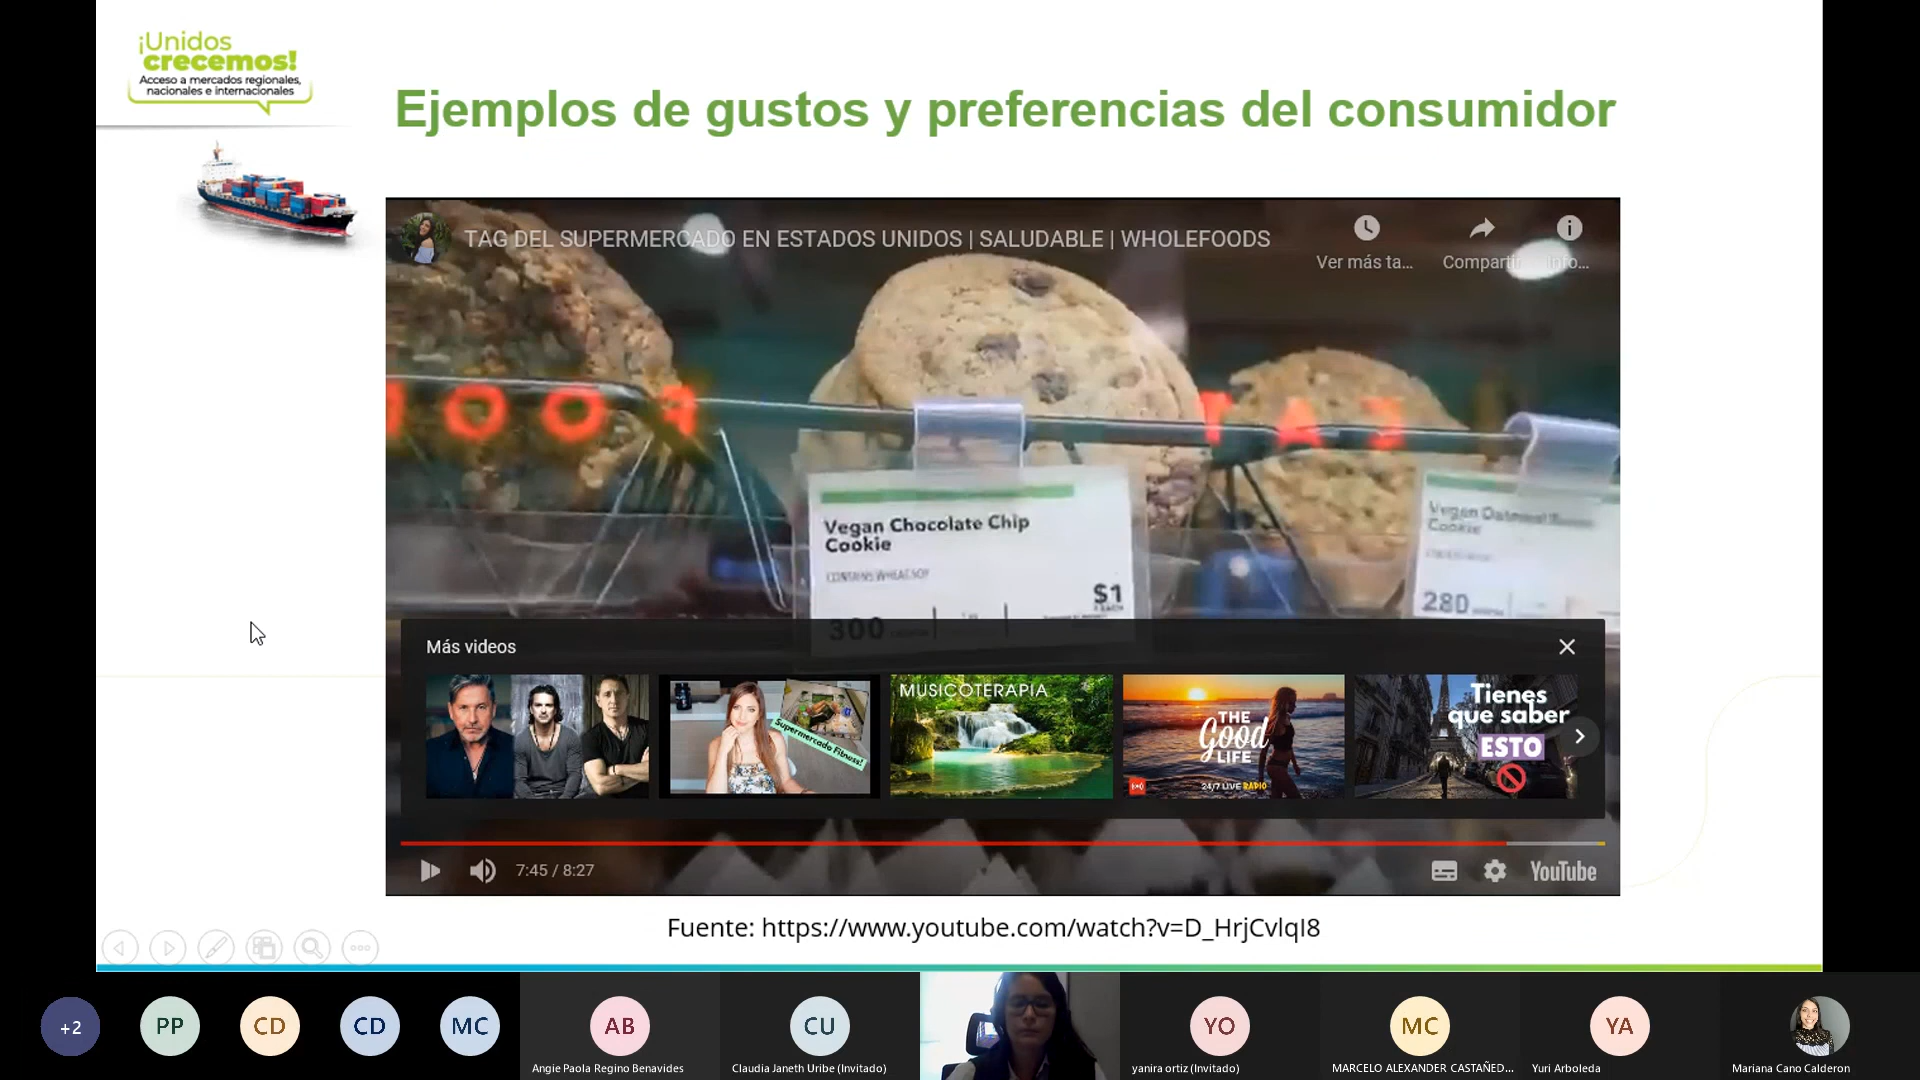 ¡Unidos
crecemos!
Acceso a mercados regionales,
nacionales e internacionales
Ejemplos de gustos y preferencias del consumidor
TAG DEL SUPERMERCADO EN ESTADOS UNIDOS | SALUDABLE | WHOLEFOODS
Ver más ta...
Compartir
Info...
Vegan Chocolate Chip
Cookie
CONTAINS WHEAT, SOY
$1
300
Vegan Oatmeal
Cookie
280
Más videos
Supermercado Fitness!
MUSICOTERAPIA
THE
Good
LIFE
24/7 LIVE RADIO
Tienes
que saber
ESTO
7:45 / 8:27
YouTube
Fuente: https://www.youtube.com/watch?v=D_HrjCvlqI8
+2
PP
CD
CD
MC
AB
CU
YO
MC
YA
Angie Paola Regino Benavides
Claudia Janeth Uribe (Invitado)
yanira ortiz (Invitado)
MARCELO ALEXANDER CASTAÑED...
Yuri Arboleda
Mariana Cano Calderon